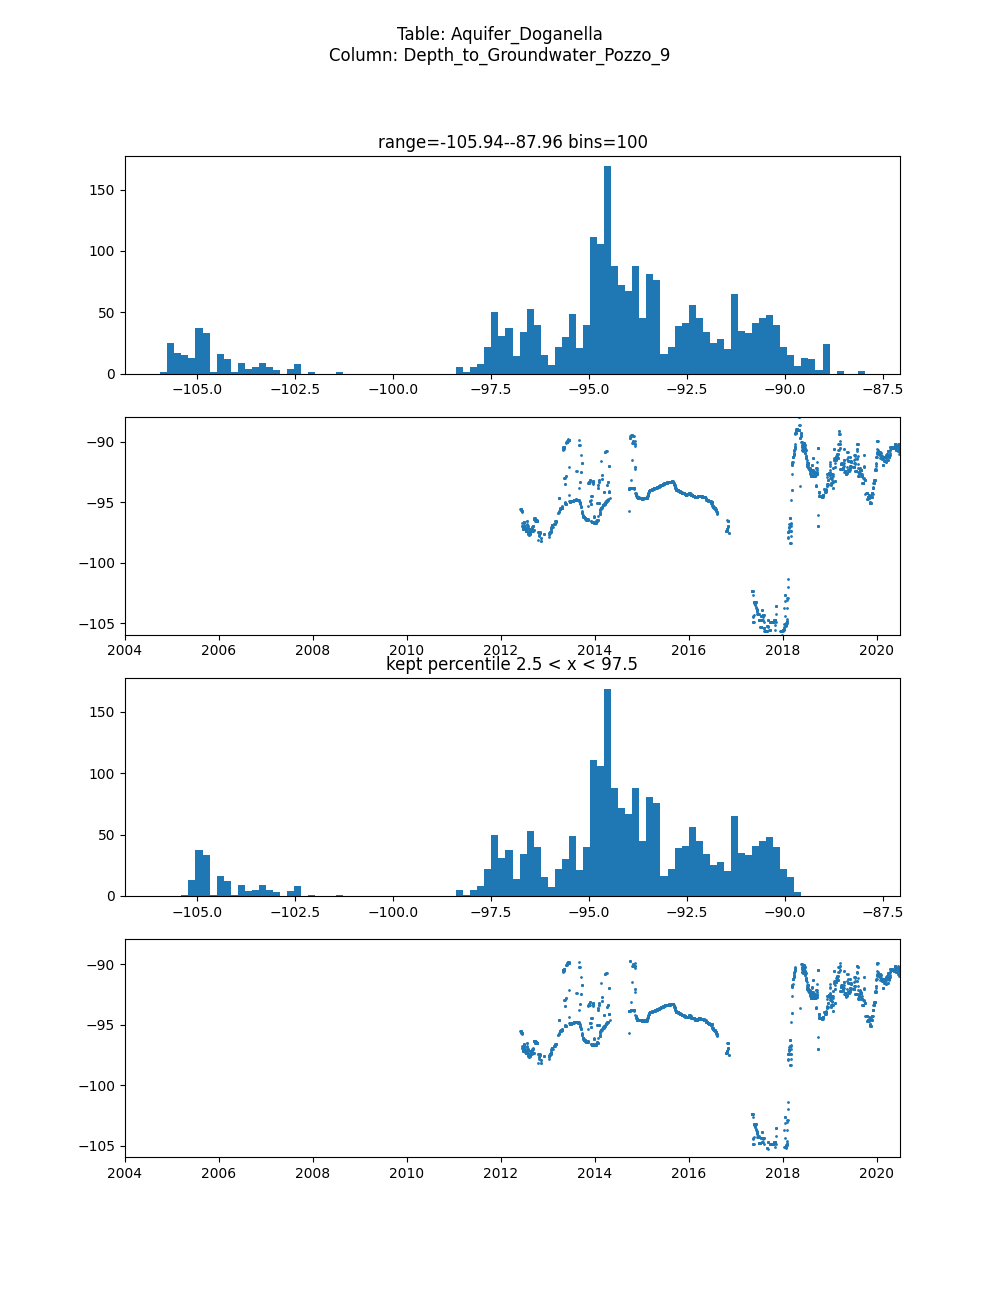 Table: Aquifer_Doganella
Column: Depth_to_Groundwater_Pozzo_9
range=-105.94--87.96 bins=100
150
100
50
0
−105.0 −102.5 −100.0 −97.5 −95.0 −92.5 −90.0 −87.5
−90
−95
−100
−105
2004 2006 2008 2010 2012 2014 2016 2018 2020
kept percentile 2.5 < x < 97.5
150
100
50
0
−105.0 −102.5 −100.0 −97.5 −95.0 −92.5 −90.0 −87.5
−90
−95
−100
−105
2004 2006 2008 2010 2012 2014 2016 2018 2020